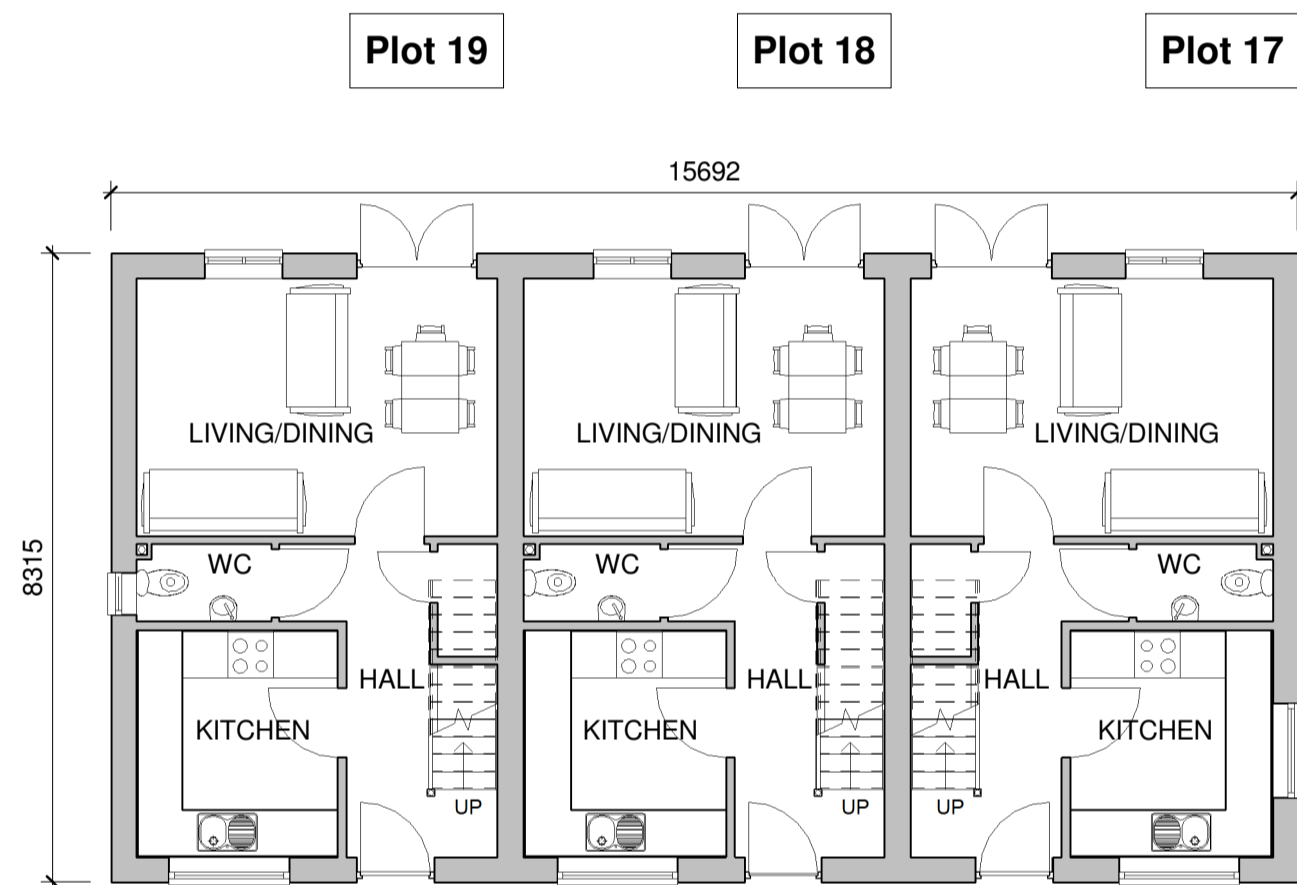 Plot 19 Plot 18 Plot 17
15692
8315
LIVING/DINING LIVING/DINING LIVING/DINING
WC WC WC
HALL HALL HALL
KITCHEN KITCHEN KITCHEN
UP UP UP